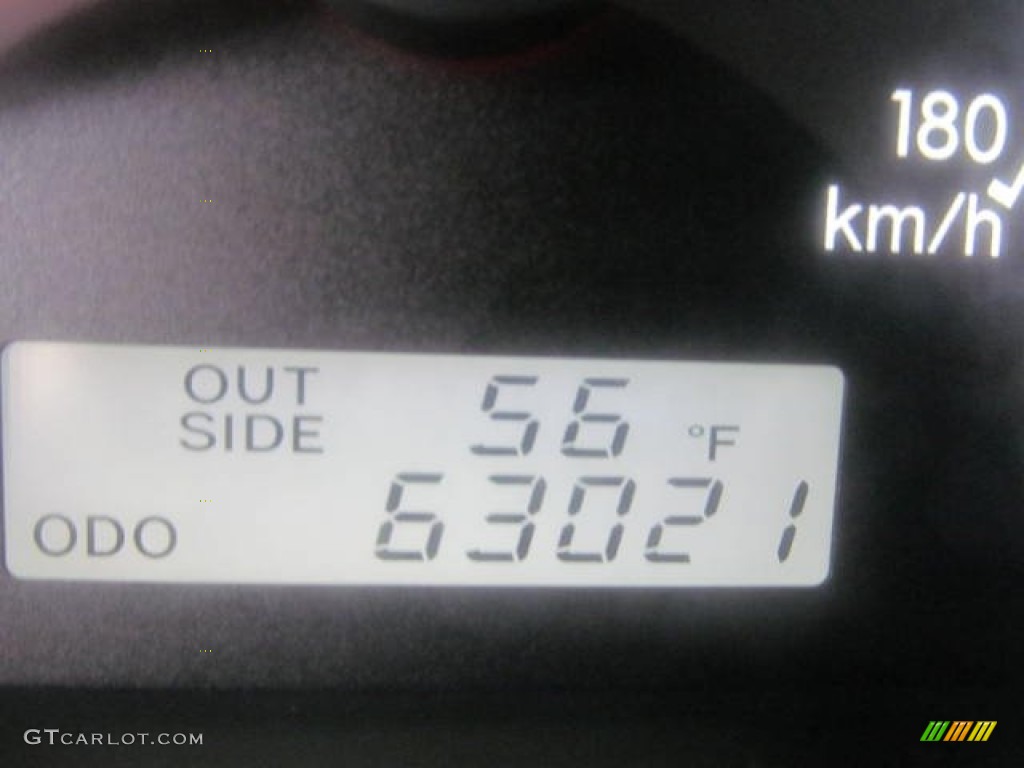 180
km/h
OUT
SIDE 56 °F
ODO 63021
GTCARLOT.COM